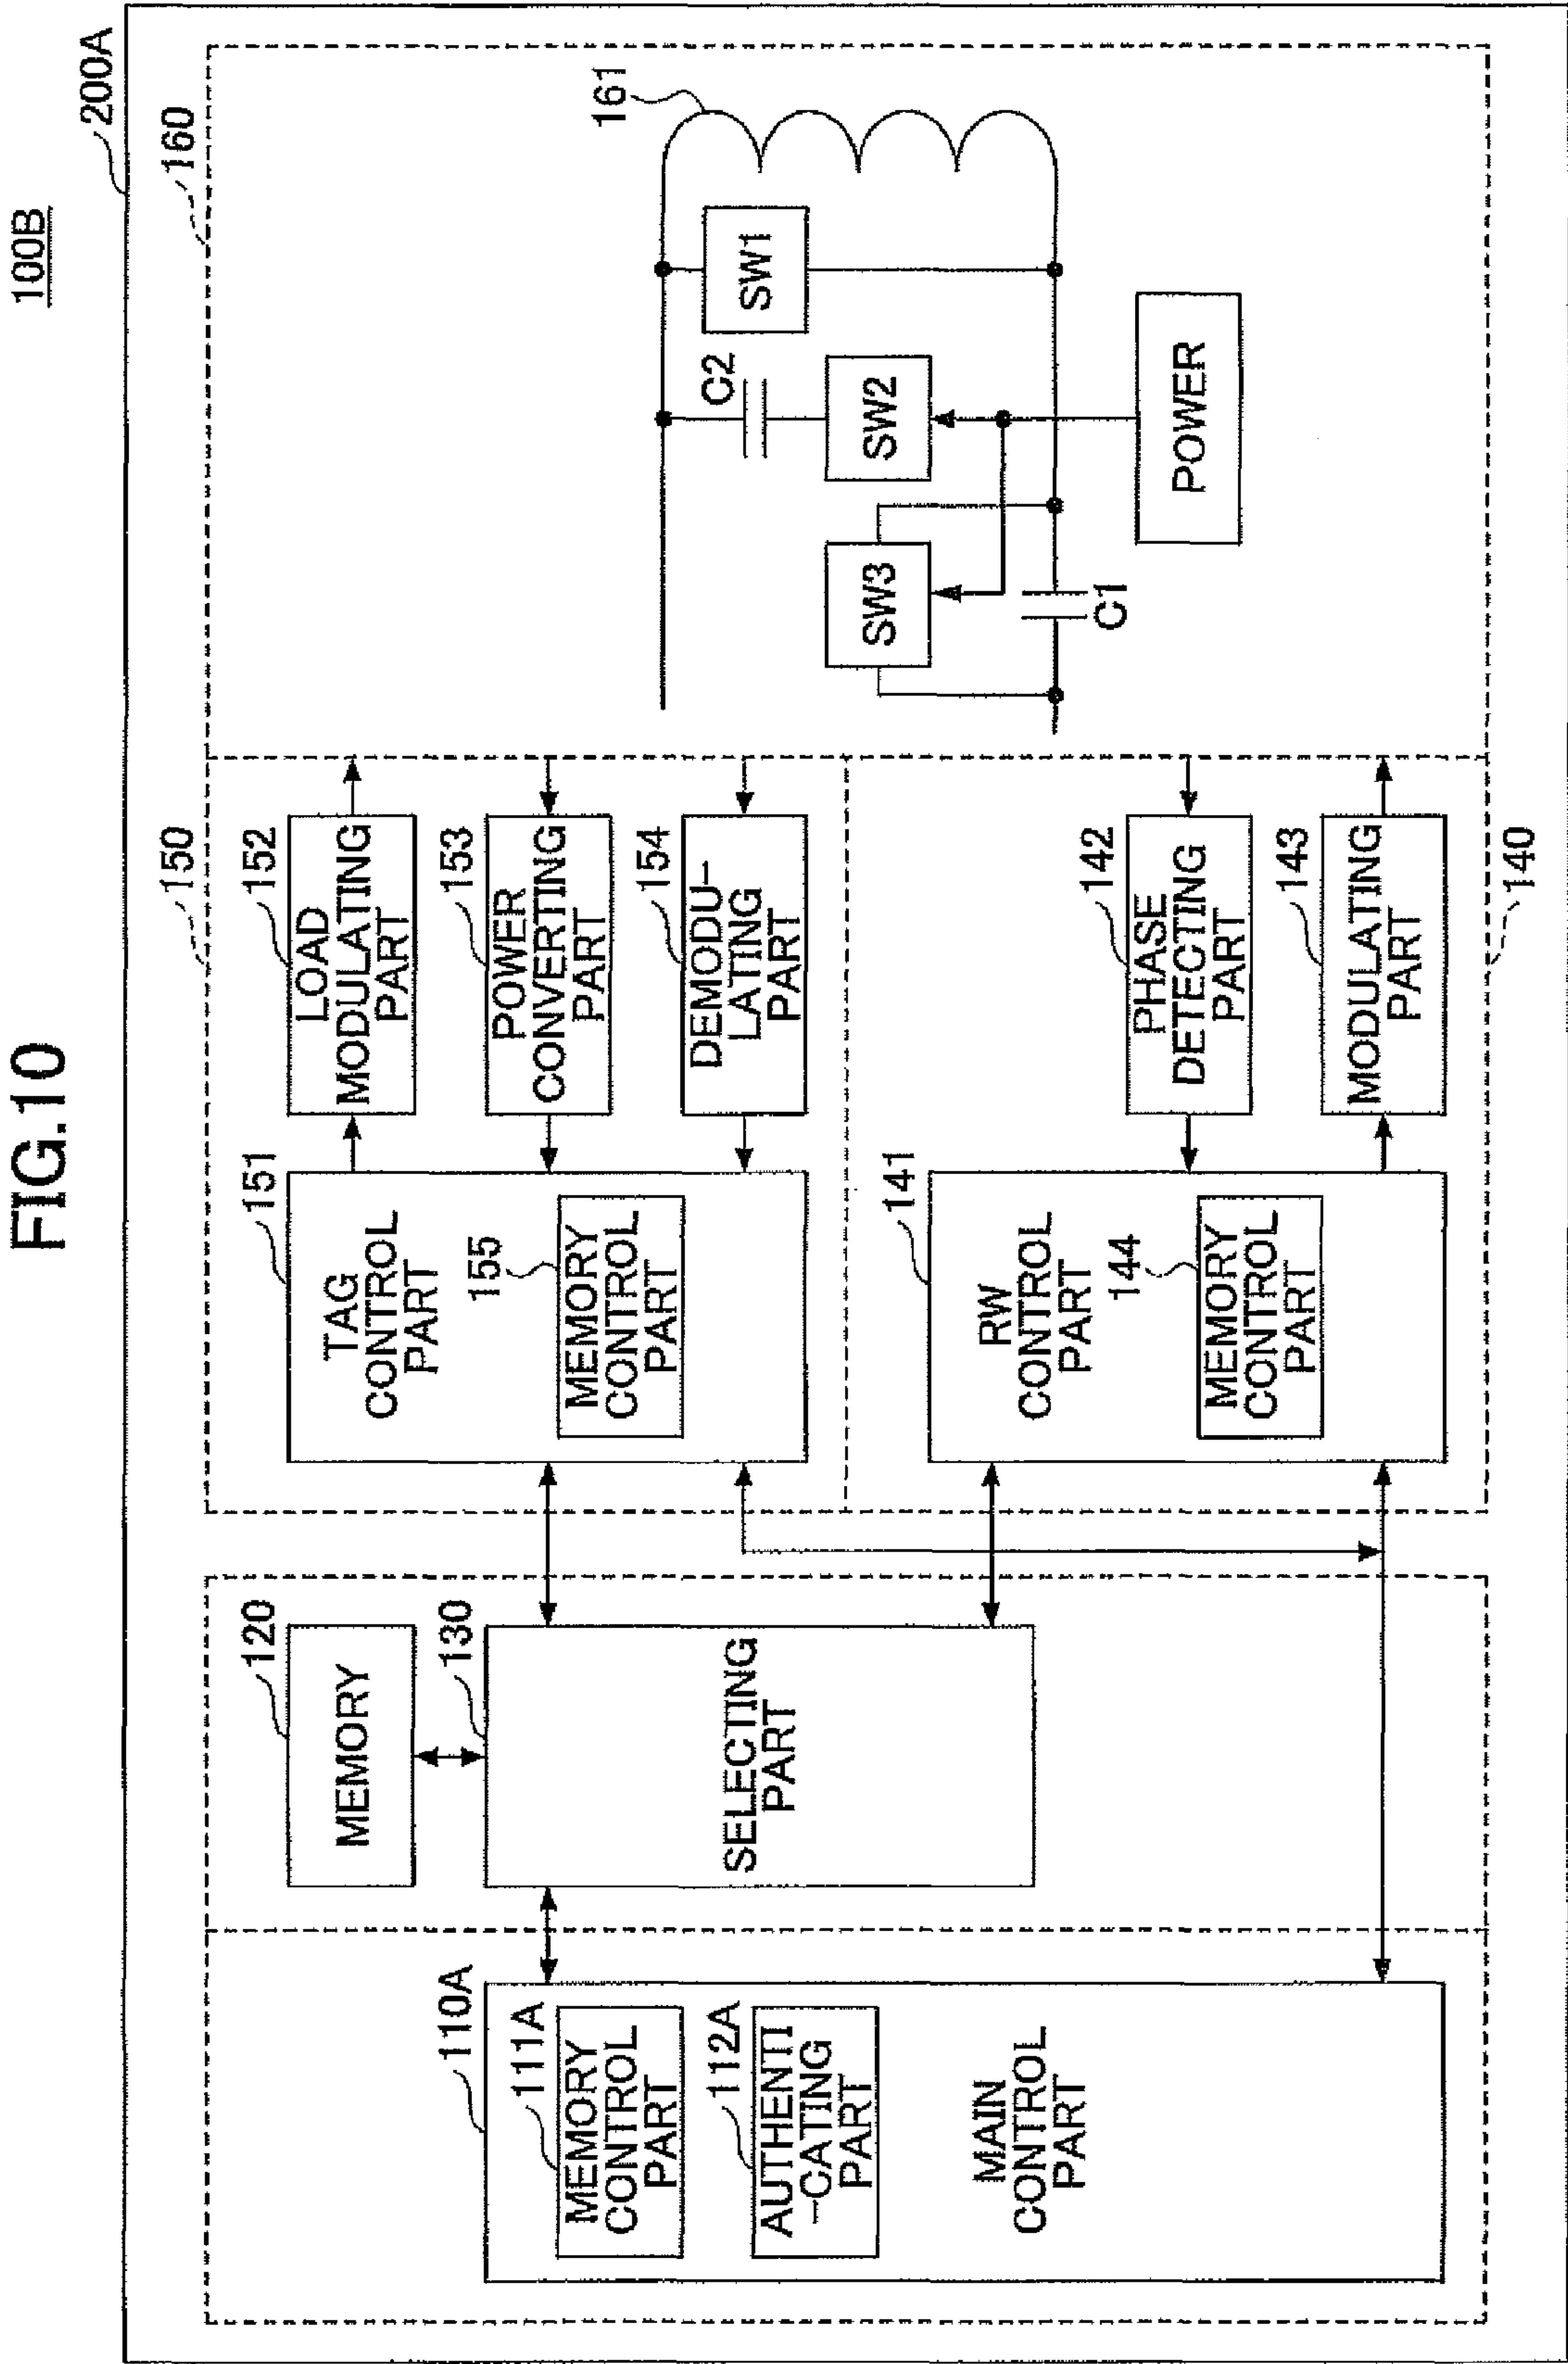 FIG.10
100B
200A
110A
111A
MEMORY
CONTROL
PART
112A
AUTHENTI
-CATING
PART
MAIN
CONTROL
PART
120
MEMORY
130
SELECTING
PART
150
151
TAG
CONTROL
PART
155
MEMORY
CONTROL
PART
152
LOAD
MODULATING
PART
153
POWER
CONVERTING
PART
154
DEMODU-
LATING
PART
141
RW
CONTROL
PART
144
MEMORY
CONTROL
PART
142
PHASE
DETECTING
PART
143
MODULATING
PART
140
160
161
SW1
C2
SW2
SW3
C1
POWER